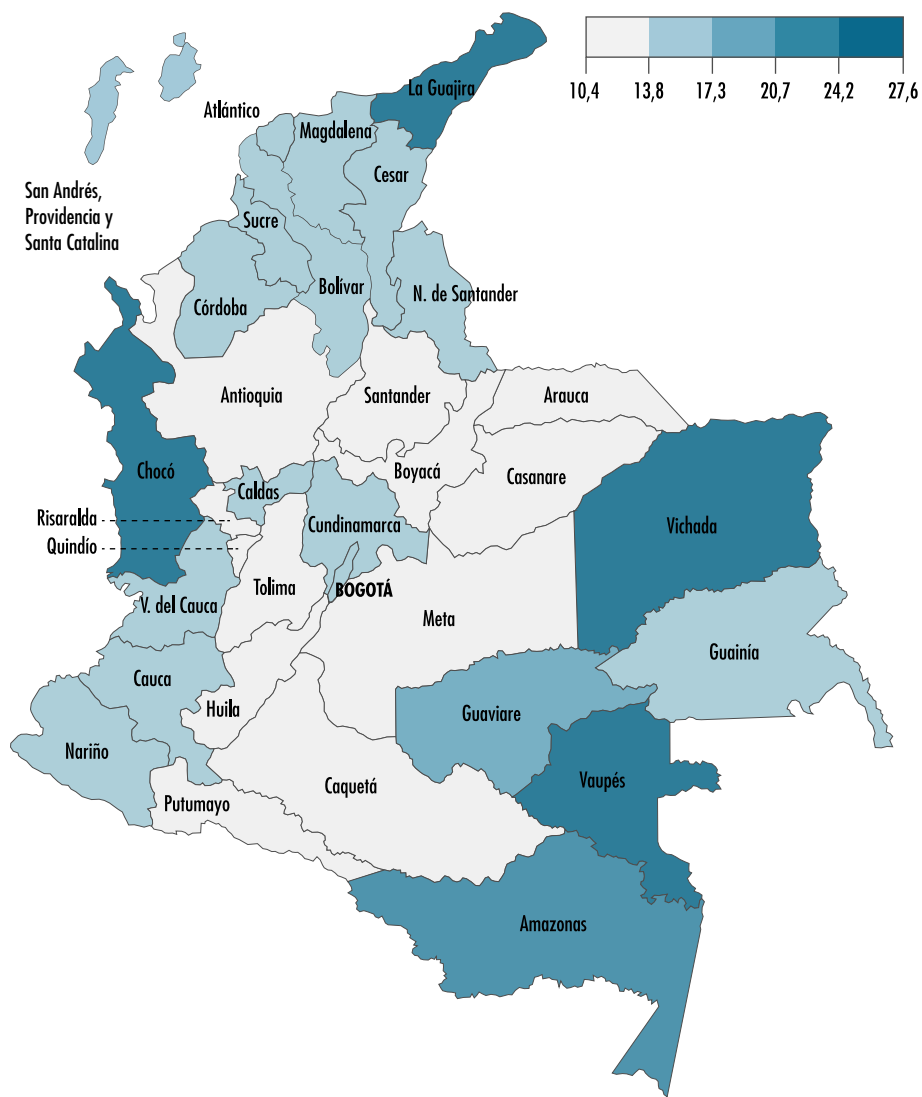 10,4 13,8 17,3 20,7 24,2 27,6
La Guajira
Atlántico
Magdalena
Cesar
San Andrés,
Providencia y
Santa Catalina
Sucre
Bolívar
N. de Santander
Córdoba
Antioquia
Santander
Arauca
Chocó
Boyacá
Casanare
Caldas
Risaralda
Cundinamarca
Vichada
Quindío
Tolima
BOGOTÁ
V. del Cauca
Meta
Guainía
Cauca
Huila
Guaviare
Nariño
Vaupés
Caquetá
Putumayo
Amazonas